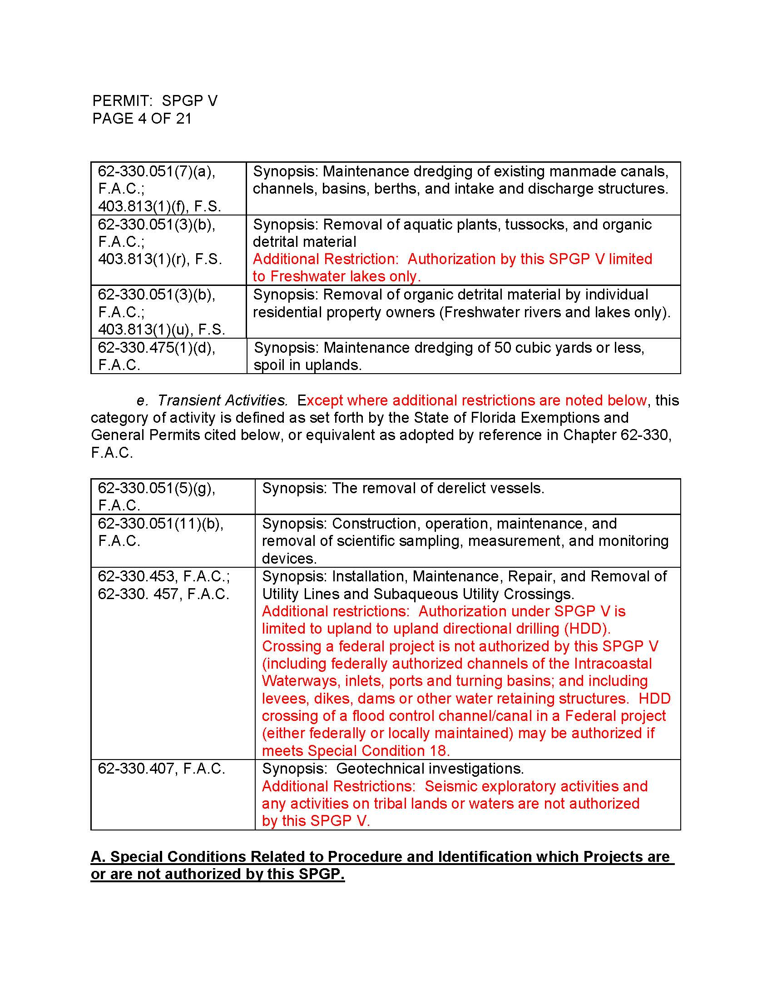 PERMIT:  SPGP V
PAGE 4 OF 21
62-330.051(7)(a),
F.A.C.;
403.813(1)(f), F.S.
Synopsis: Maintenance dredging of existing manmade canals,
channels, basins, berths, and intake and discharge structures.
62-330.051(3)(b),
F.A.C.;
403.813(1)(r), F.S.
Synopsis: Removal of aquatic plants, tussocks, and organic
detrital material
Additional Restriction:  Authorization by this SPGP V limited
to Freshwater lakes only.
62-330.051(3)(b),
F.A.C.;
403.813(1)(u), F.S.
Synopsis: Removal of organic detrital material by individual
residential property owners (Freshwater rivers and lakes only).
62-330.475(1)(d),
F.A.C.
Synopsis: Maintenance dredging of 50 cubic yards or less,
spoil in uplands.
e.  Transient Activities.  Except where additional restrictions are noted below, this
category of activity is defined as set forth by the State of Florida Exemptions and
General Permits cited below, or equivalent as adopted by reference in Chapter 62-330,
F.A.C.
62-330.051(5)(g),
F.A.C.
Synopsis: The removal of derelict vessels.
62-330.051(11)(b),
F.A.C.
Synopsis: Construction, operation, maintenance, and
removal of scientific sampling, measurement, and monitoring
devices.
62-330.453, F.A.C.;
62-330. 457, F.A.C.
Synopsis: Installation, Maintenance, Repair, and Removal of
Utility Lines and Subaqueous Utility Crossings.
Additional restrictions:  Authorization under SPGP V is
limited to upland to upland directional drilling (HDD).
Crossing a federal project is not authorized by this SPGP V
(including federally authorized channels of the Intracoastal
Waterways, inlets, ports and turning basins; and including
levees, dikes, dams or other water retaining structures.  HDD
crossing of a flood control channel/canal in a Federal project
(either federally or locally maintained) may be authorized if
meets Special Condition 18.
62-330.407, F.A.C.
Synopsis:  Geotechnical investigations.
Additional Restrictions:  Seismic exploratory activities and
any activities on tribal lands or waters are not authorized
by this SPGP V.
A. Special Conditions Related to Procedure and Identification which Projects are
or are not authorized by this SPGP.